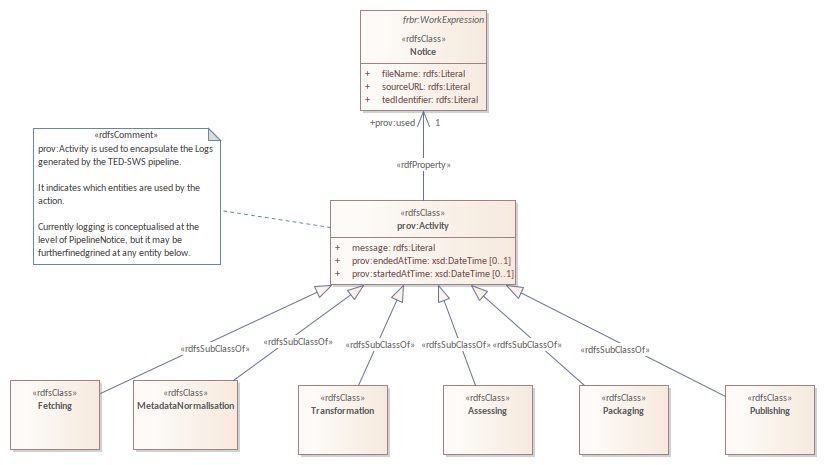 frbr:WorkExpression
«rdfsClass»
Notice
+ fileName: rdfs:Literal
+ sourceURL: rdfs:Literal
+ tedIdentifier: rdfs:Literal
+prov:used 1
«rdfsComment»
prov:Activity is used to encapsulate the Logs
generated by the TED-SWS pipeline.
It indicates which entities are used by the
action.
Currently logging is conceptualised at the
level of PipelineNotice, but it may be
furtherfinedgrined at any entity below.
«rdfProperty»
«rdfsClass»
prov:Activity
+ message: rdfs:Literal
+ prov:endedAtTime: xsd:DateTime [0..1]
+ prov:startedAtTime: xsd:DateTime [0..1]
«rdfsSubClassOf» «rdfsSubClassOf» «rdfsSubClassOf» «rdfsSubClassOf» «rdfsSubClassOf» «rdfsSubClassOf»
«rdfsClass»
Fetching
«rdfsClass»
MetadataNormalisation
«rdfsClass»
Transformation
«rdfsClass»
Assessing
«rdfsClass»
Packaging
«rdfsClass»
Publishing